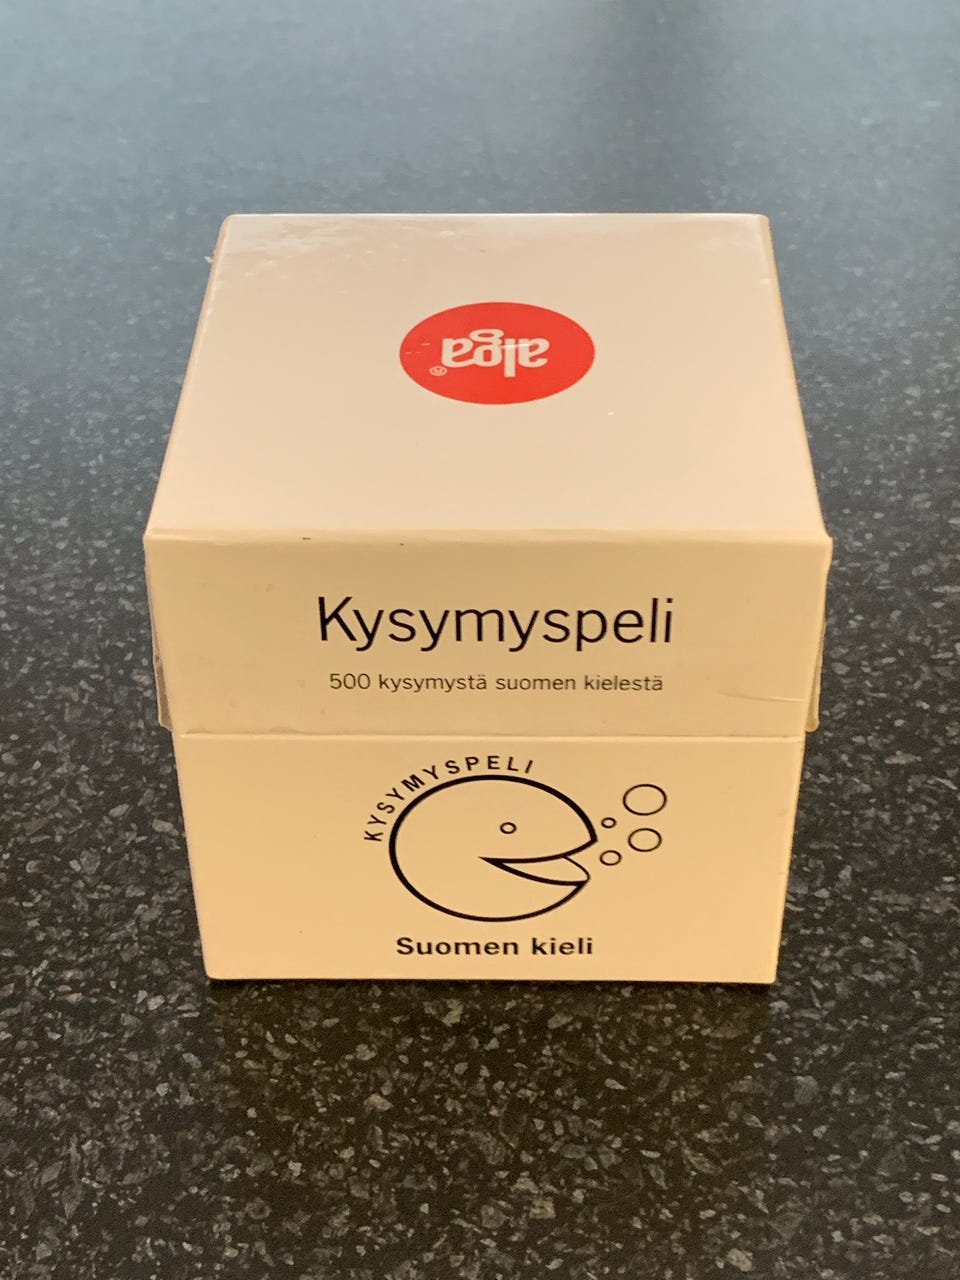 alga®
Kysymyspeli
500 kysymystä suomen kielestä
KYSYMYSPELI
Suomen kieli